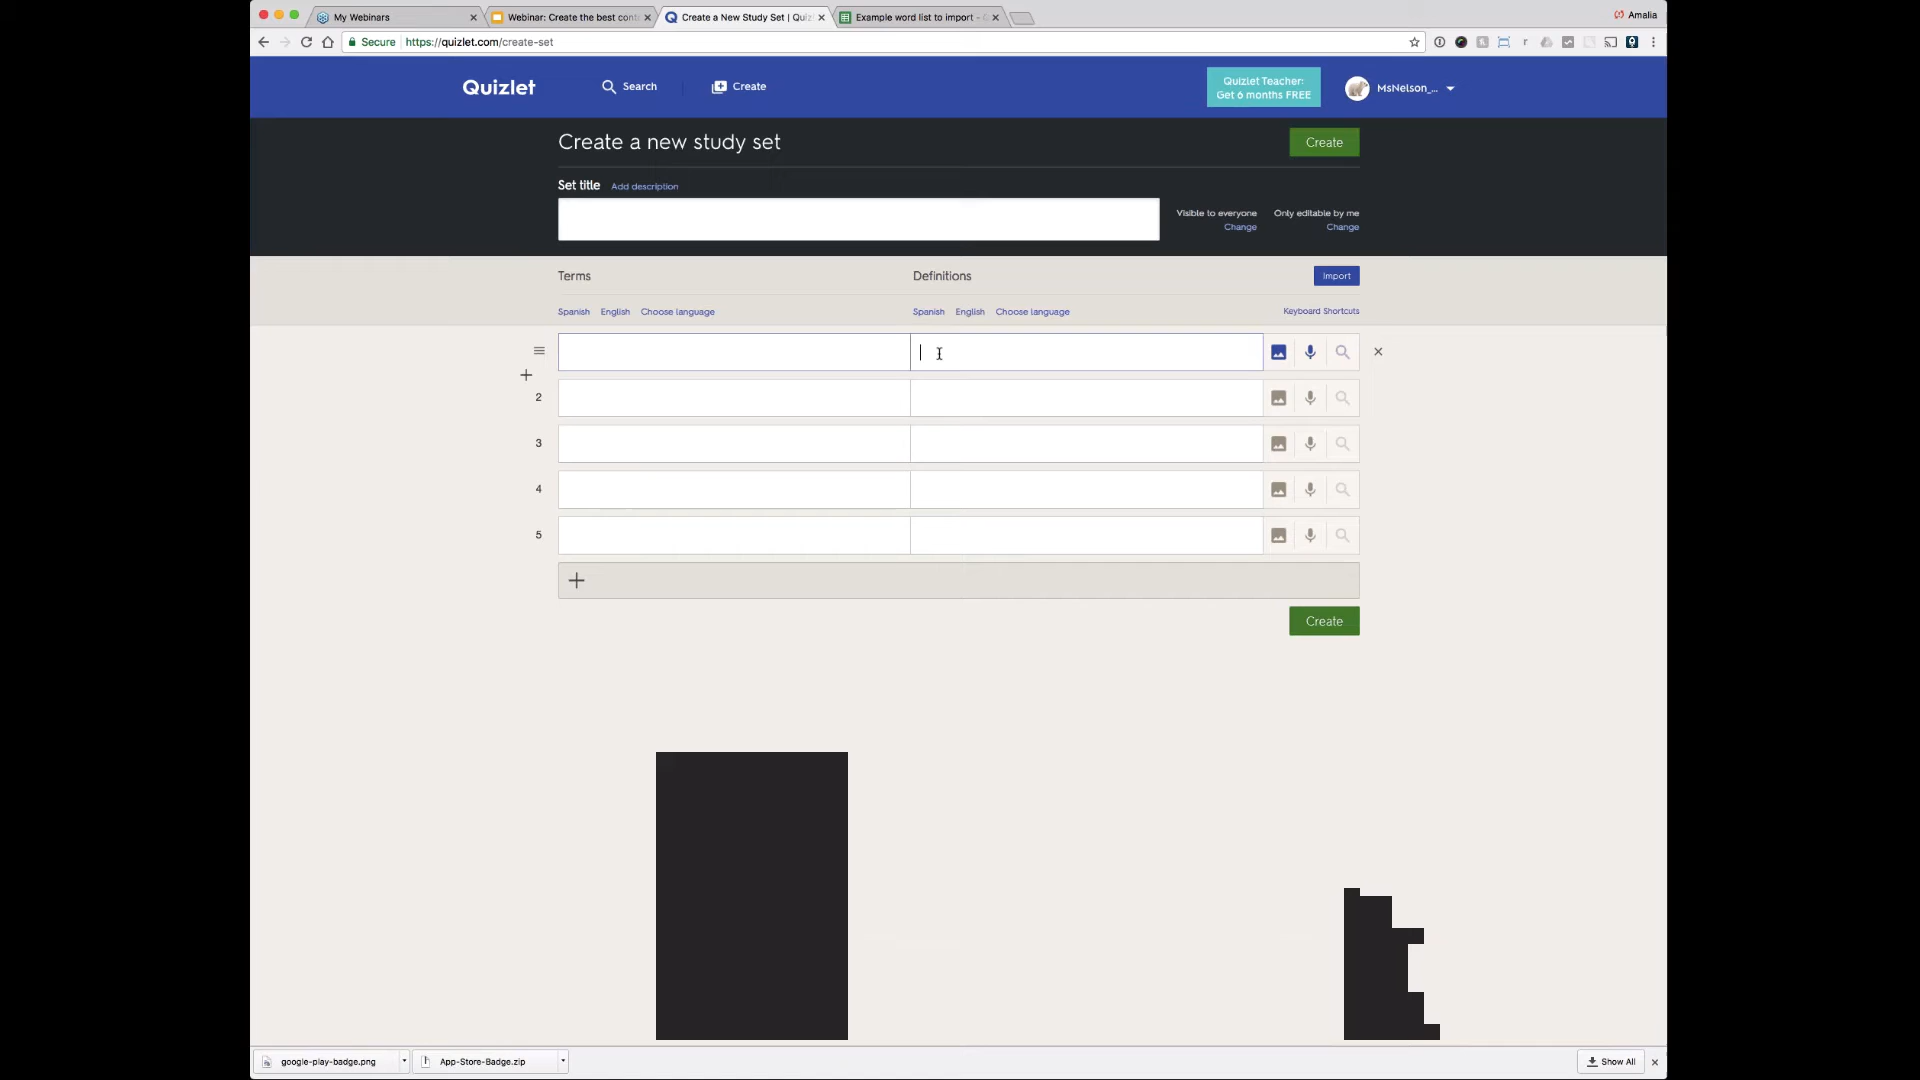 My Webinars
Webinar: Create the best cont
Create a New Study Set | Quiz
Example word list to import -
Amalia
Secure https://quizlet.com/create-set
Quizlet
Search
Create
Quizlet Teacher:
Get 6 months FREE
MsNelson_...
Create a new study set
Create
Set title Add description
Visible to everyone
Change
Only editable by me
Change
Terms
Definitions
Import
Spanish English Choose language
Spanish English Choose language
Keyboard Shortcuts
2
3
4
5
Create
google-play-badge.png
App-Store-Badge.zip
Show All